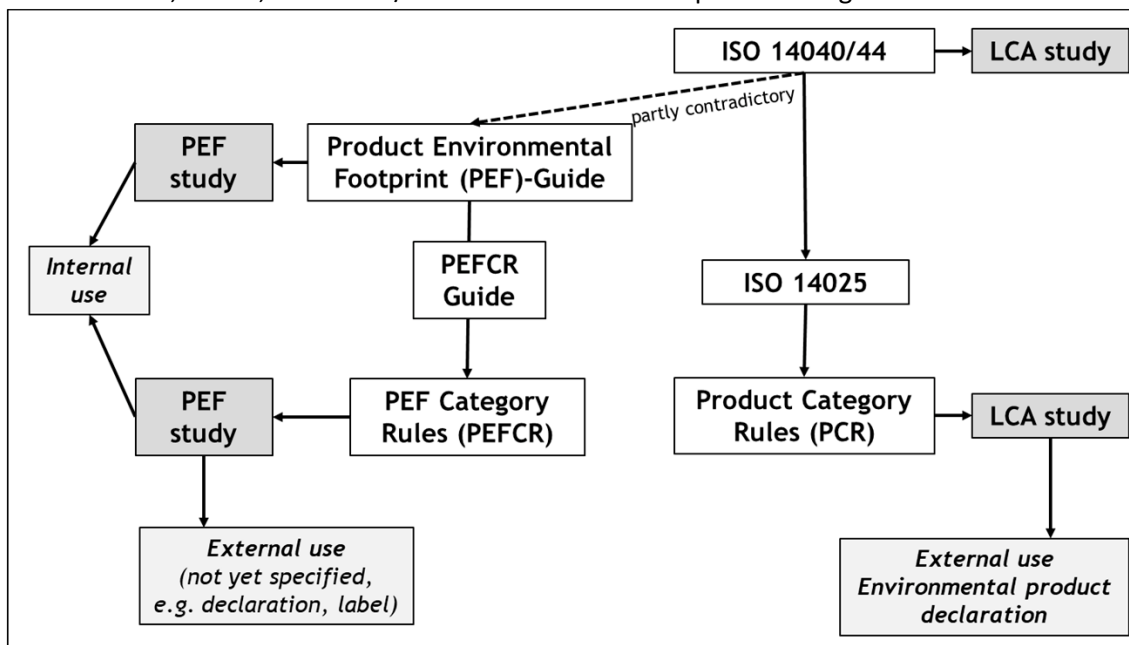 ISO 14040/44
LCA study
partly contradictory
PEF
study
Product Environmental
Footprint (PEF)-Guide
Internal
use
PEFCR
Guide
ISO 14025
PEF
study
PEF Category
Rules (PEFCR)
Product Category
Rules (PCR)
LCA study
External use
(not yet specified,
e.g. declaration, label)
External use
Environmental product
declaration